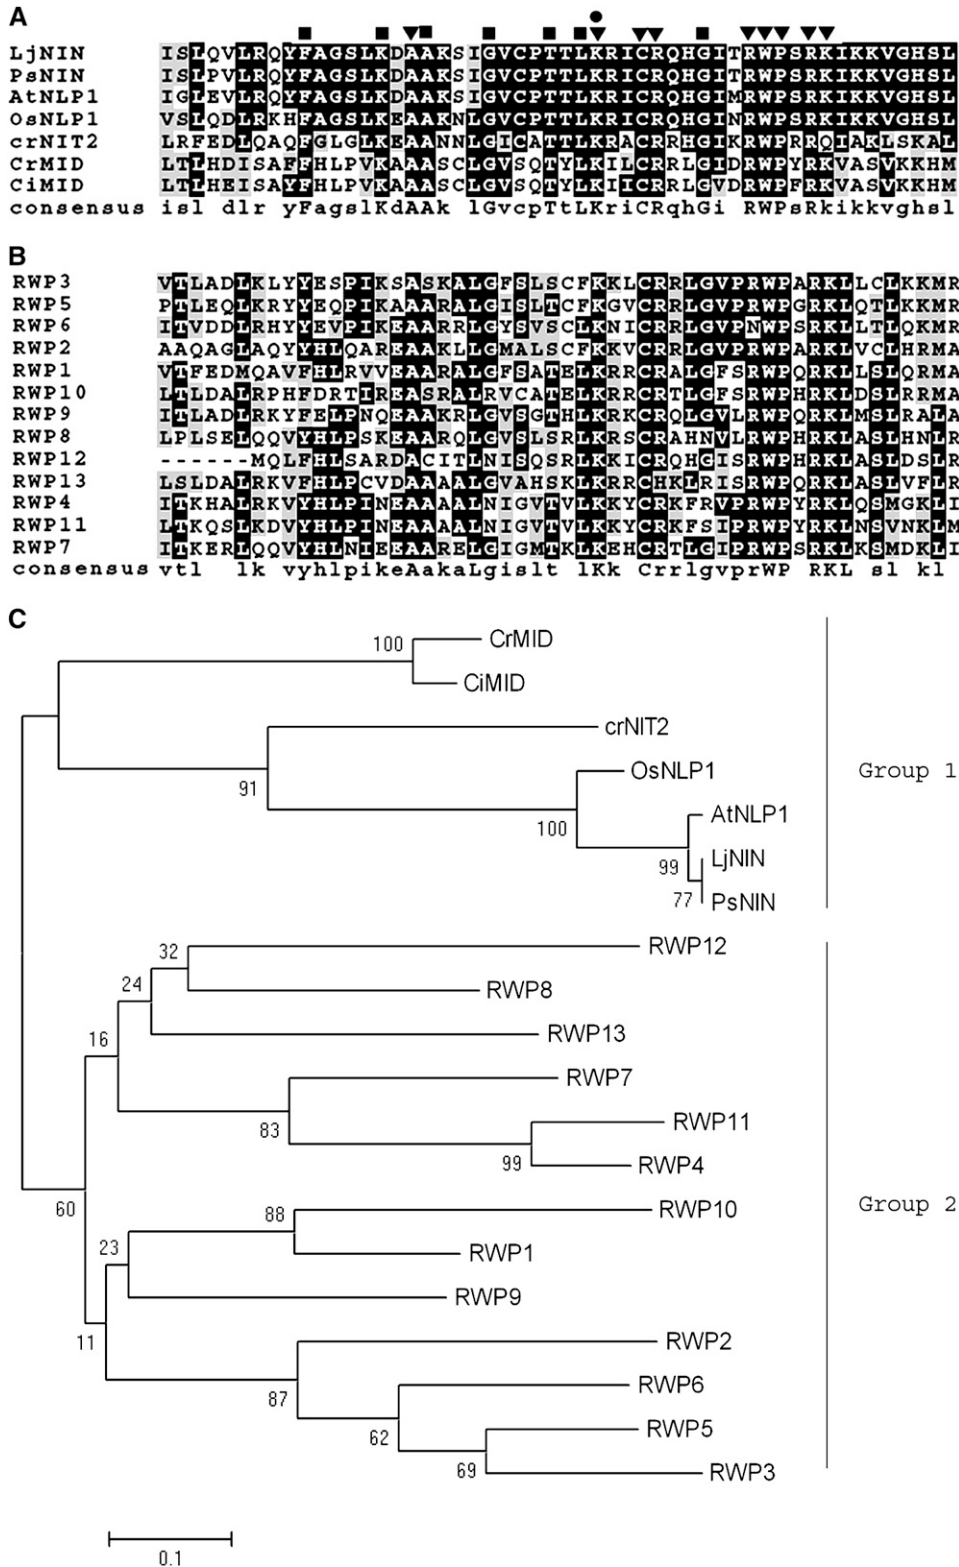 A
LjNIN ISLQVLRQYFAGSLKDAAKSIGVCPTTLKRICRQHGITRWPSRKIKKVGHSL
PsNIN ISLPVLRQYFAGSLKDAAKSIGVCPTTLKRICRQHGITRWPSRKIKKVGHSL
AtNLP1 IGLEVLRQYFAGSLKDAAKSIGVCPTTLKRICRQHGIMRWPSRKIKKVGHSL
OsNLP1 VSLQDLRKHFAGSLKEAAKNLGVCPTTLKRICRQHGINRWPSRKIKKVGHSL
crNIT2 LRFEDLQAQFGLGLKEAANNLGICATTLKRACRRHGIKRWPRRQIAKLSKAL
CrMID LTLHDISAFFHLPVKAAASCLGVSQTYLKILCRRLGIDRWPYRKVASVKKHM
CiMID LTLHEISAYFHLPVKAAASCLGVSQTYLKIICRRLGVDRWPFRKVASVKKHM
consensus isl dlr yFagslKdAAk lGvcpTtLKriCRqhGi RWPsRkikkvghsl
B
RWP3 VTLADLKLYYESPIKSASKALGFSLSCFKKLCRRLGVPRWPARKLLCLKKMR
RWP5 PTLEQLKRYYEQPIKAAARALGISLTCFKGVCRRLGVPRWPGRKLQTLKKMR
RWP6 ITVDDLRHYYEVPIKEAARRLGYSVSCLKNICRRLGVPNWPSRKLLTLQKMR
RWP2 AAQAGLAQYYHLQAREAAKLLGMALSCFKKVCRRLGVPRWPARKLVCLHRMA
RWP1 VTFEDMQAVFHLRVVEAARALGFSATELKRRCRALGFSRWPQRKLLSLQRMA
RWP10 LTLDALRPHFDRTIREASRALRVCATELKRRCRTLGFSRWPHRKLDSLRRMA
RWP9 ITLADLRKYFELPNQEAAKRLGVSGTHLKRKCRQLGVLRWPQRKLMSLRALA
RWP8 LPLSELQQVYHLPSKEAARQLGVSLSRLKRSCRAHNVLRWPHRKLASLHNLR
RWP12 ------MQLFHLSARDACITLNISQSRLKKICRQHGISRWPHRKLASLDSLR
RWP13 LSLDALRKVFHLPCVDAAAALGVAHSKLKRRCHKLRISRWPQRKLASLVFLR
RWP4 ITKHALRKVYHLPINEAAAALNIGVTVLKKYCRKFRVPRWPYRKLQSMGKLI
RWP11 LTKQSLKDVYHLPINEAAAALNIGVTVLKKYCRKFSIPRWPYRKLNSVNKLM
RWP7 ITKERLQQVYHLNIEEAARELGIGMTKLKEHCRTLGIPRWPSRKLKSMDKLI
consensus vtl lk vyhlpikeAakaLgislt lKk CrrlgvprWP RKL sl kl
C
100
CrMID
CiMID
crNIT2
91
OsNLP1
100
AtNLP1
99
LjNIN
77
PsNIN
Group 1
RWP12
32
RWP8
24
RWP13
16
RWP7
83
RWP11
99
RWP4
60
RWP10
88
RWP1
23
RWP9
11
RWP2
87
RWP6
62
RWP5
69
RWP3
Group 2
0.1